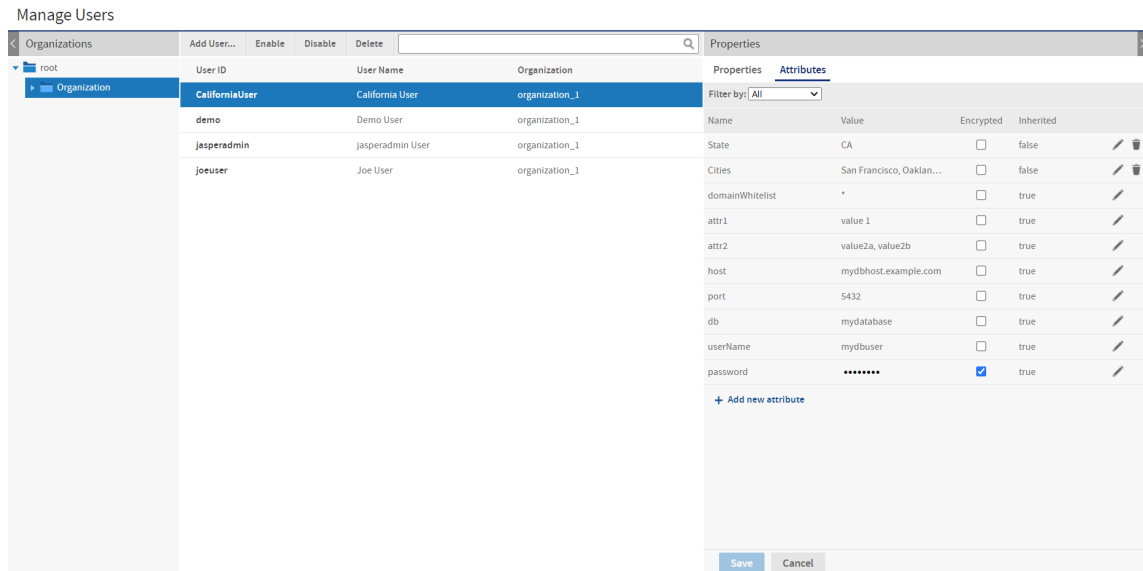 Manage Users
Organizations
root
Organization
Add User... Enable Disable Delete
User ID User Name Organization
CaliforniaUser California User organization_1
demo Demo User organization_1
jasperadmin jasperadmin User organization_1
joeuser Joe User organization_1
Properties
Properties Attributes
Filter by: All
Name Value Encrypted Inherited
State CA false
Cities San Francisco, Oaklan... false
domainWhitelist * true
attr1 value 1 true
attr2 value2a, value2b true
host mydbhost.example.com true
port 5432 true
db mydatabase true
userName mydbuser true
password •••••••• true
+ Add new attribute
Save Cancel